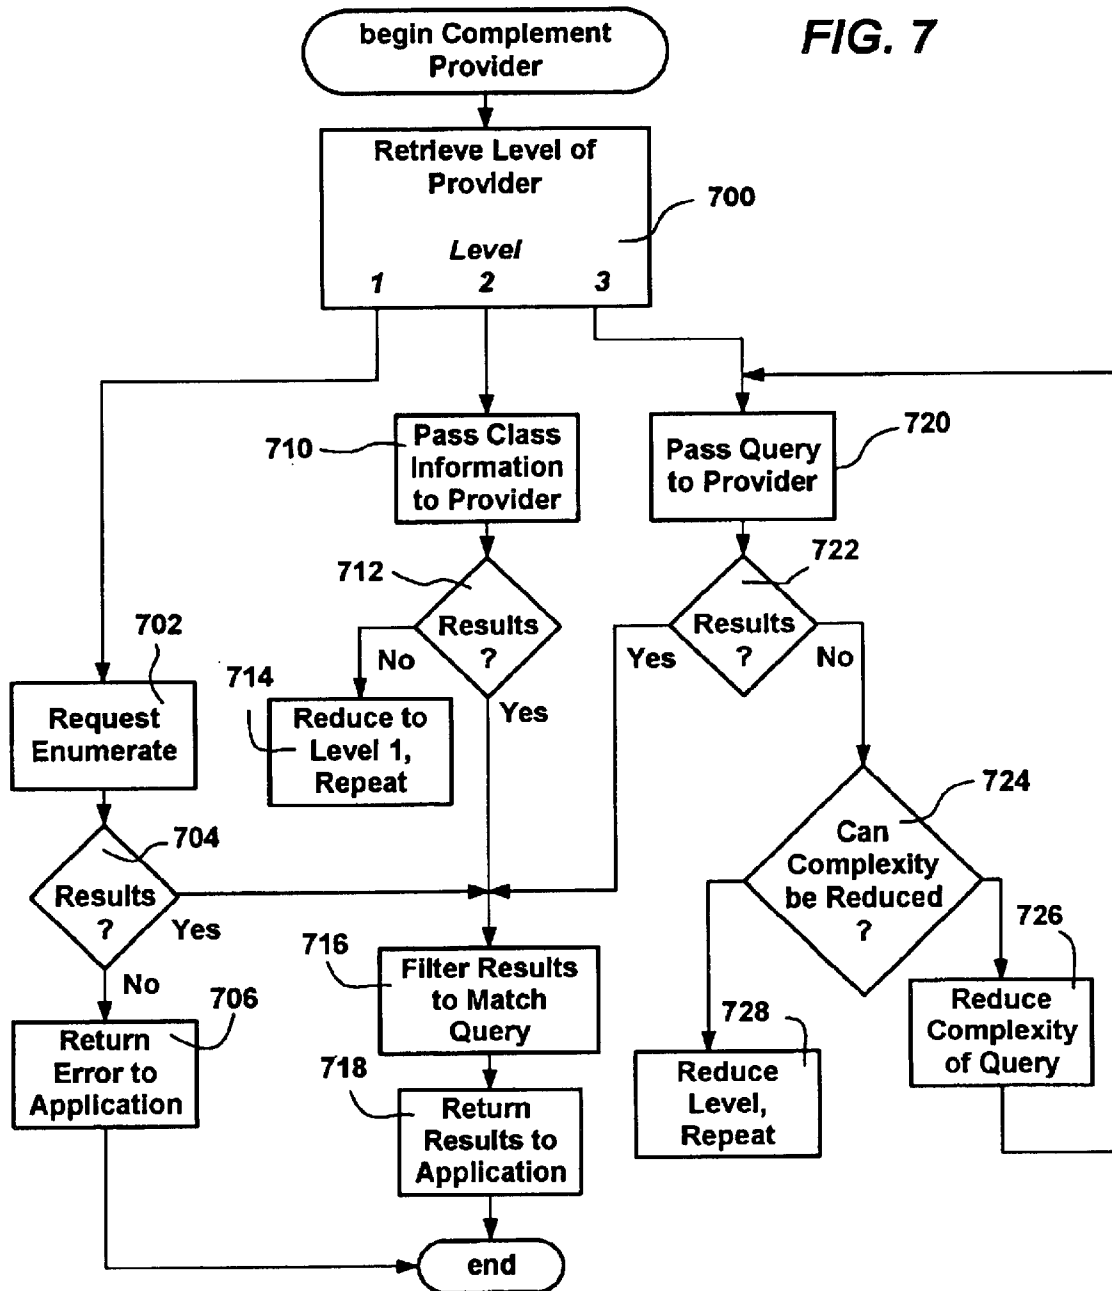 FIG. 7
begin Complement
Provider
Retrieve Level of
Provider
700
Level
1 2 3
710
Pass Class
Information
to Provider
Pass Query
to Provider
720
712
Results
?
No
Yes
722
Results
?
Yes
No
702
Request
Enumerate
714
Reduce to
Level 1,
Repeat
704
Results
?
Yes
No
724
Can
Complexity
be Reduced
?
706
Return
Error to
Application
716
Filter Results
to Match
Query
726
Reduce
Complexity
of Query
728
Reduce
Level,
Repeat
718
Return
Results to
Application
end